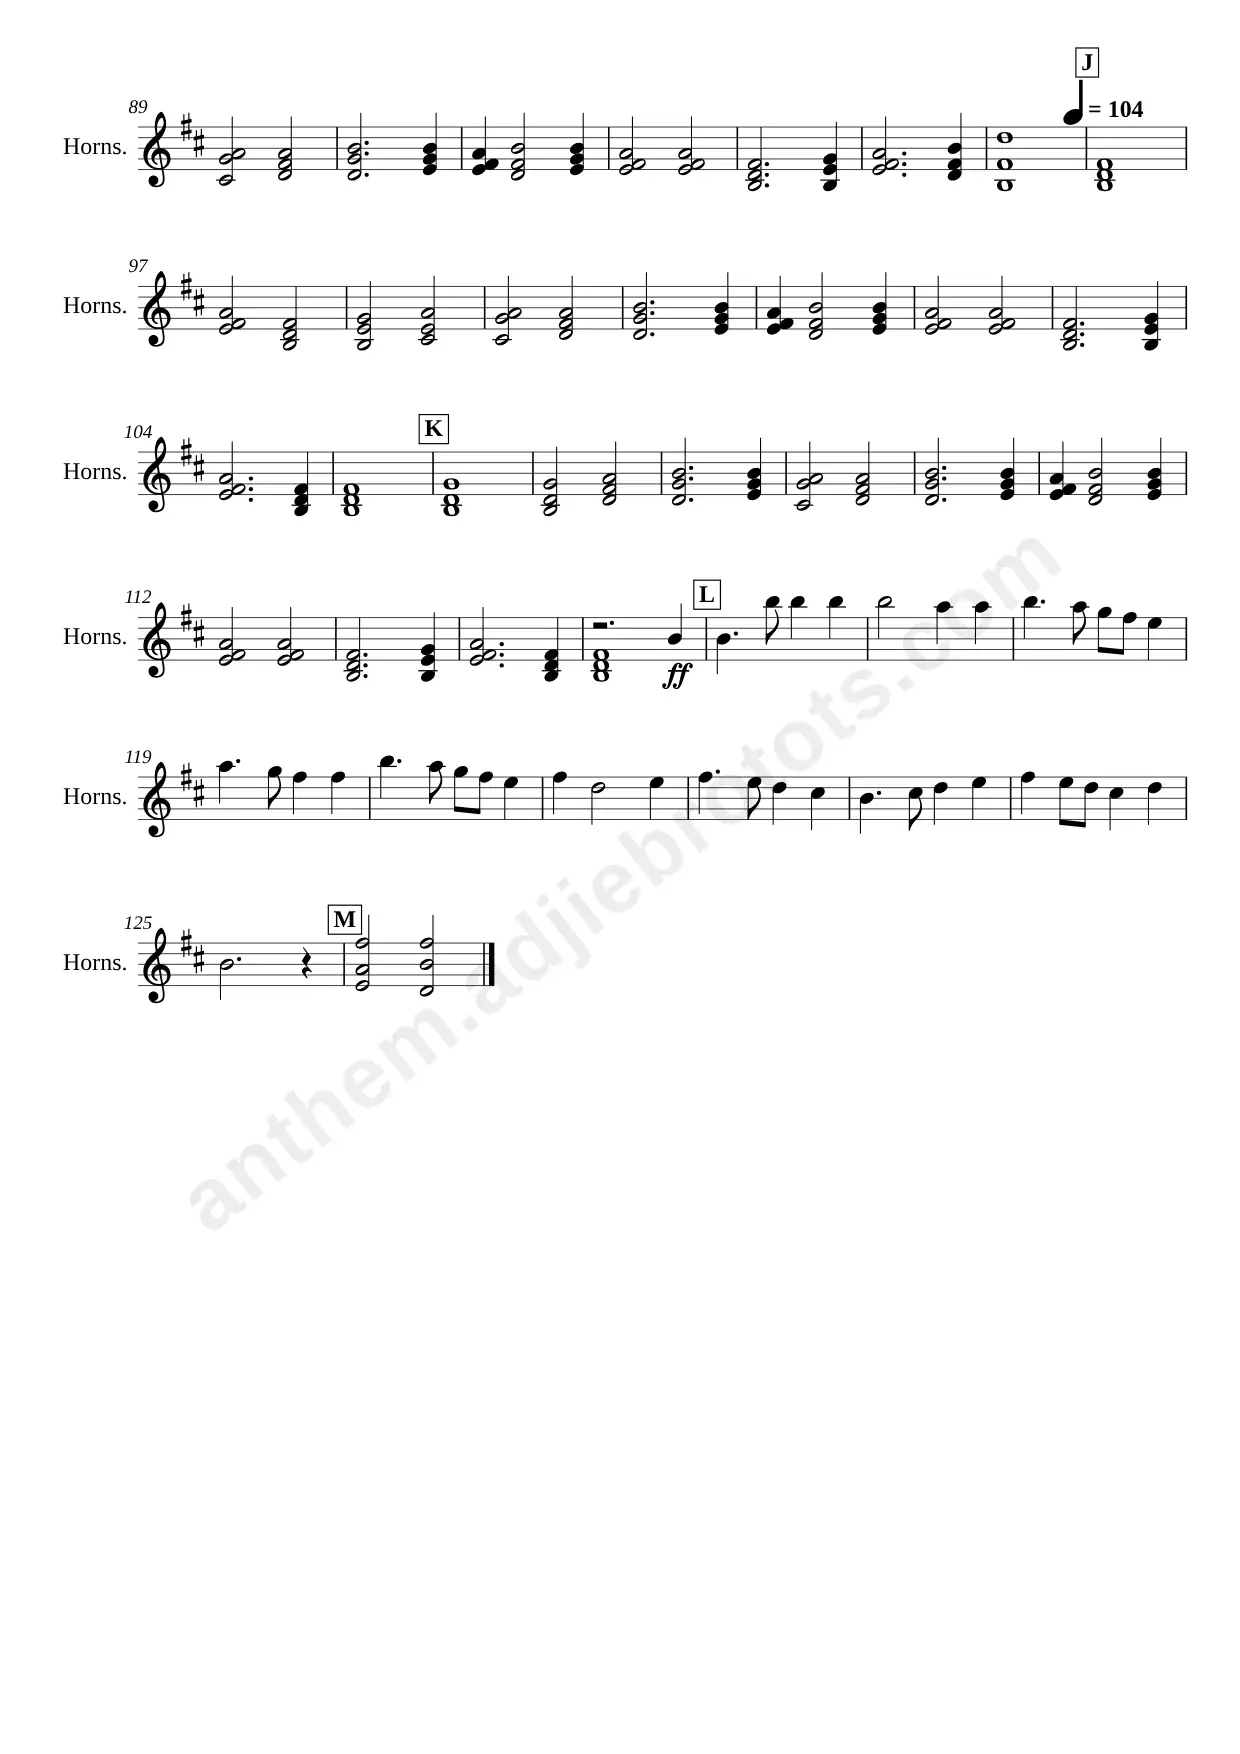 J
89
= 104
Horns.
97
Horns.
104
K
Horns.
112
L
Horns.
ff
119
Horns.
125
M
Horns.
anthem.adjiebrotots.com